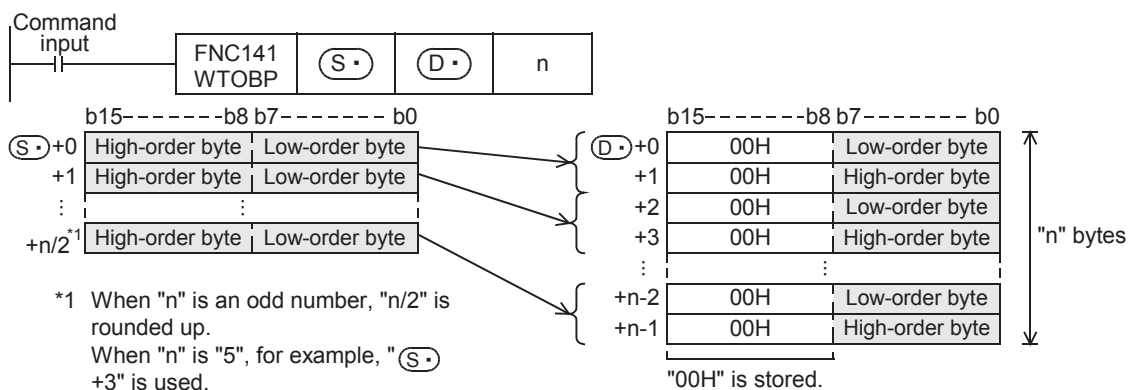 Command
input
FNC141
WTOBP
S·
D·
n
b15-------b8 b7------- b0
S· +0 High-order byte Low-order byte
+1 High-order byte Low-order byte
⋮ ⋮
+n/2*1 High-order byte Low-order byte
*1 When "n" is an odd number, "n/2" is
rounded up.
When "n" is "5", for example, " S·
+3" is used.
b15-------b8 b7------- b0
D· +0 00H Low-order byte
+1 00H High-order byte
+2 00H Low-order byte
+3 00H High-order byte
⋮ ⋮
+n-2 00H Low-order byte
+n-1 00H High-order byte
"n" bytes
"00H" is stored.